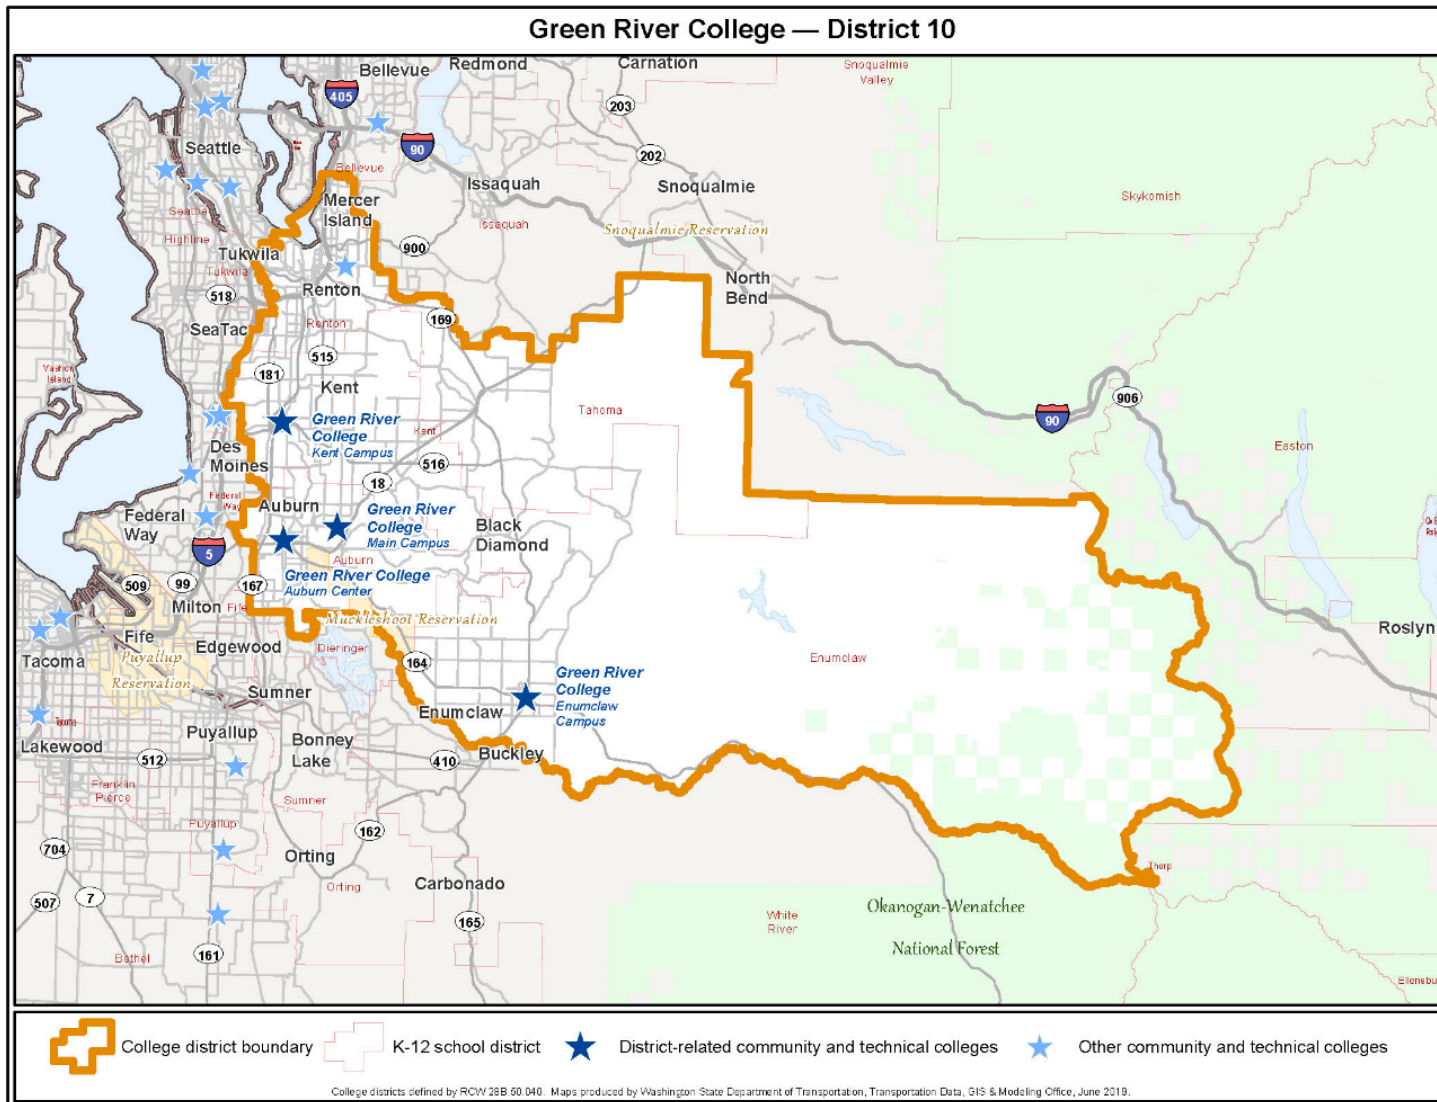 Green River College — District 10
Bellevue
Redmond
Carnation
Snoqualmie
Valley
405
203
90
Seattle
202
Bellevue
Issaquah
Snoqualmie
Skykomish
Mercer
Island
Seattle
Issaquah
Snoqualmie Reservation
Highline
900
Tukwila
Tukwila
North
Bend
Renton
518
169
SeaTac
Renton
515
Vashon
Island
181
Kent
906
Tahoma
90
Green River
College
Kent Campus
Kent
Easton
Des
Moines
516
18
Federal
Way
Auburn
Federal
Way
Green River
College
Main Campus
Black
Diamond
5
Auburn
Green River College
Auburn Center
509
99
167
Milton
Fife
Muckleshoot Reservation
Fife
Edgewood
Dieringer
Roslyn
Puyallup
Reservation
Tacoma
164
Enumclaw
Green River
College
Enumclaw
Campus
Sumner
Enumclaw
Tacoma
Puyallup
Bonney
Lake
Lakewood
Buckley
512
410
Franklin
Pierce
Sumner
Puyallup
162
704
Orting
Thorp
Carbonado
Orting
507
7
165
White
River
Okanogan-Wenatchee
National Forest
161
Bethel
Ellensbu
College district boundary
K-12 school district
District-related community and technical colleges
Other community and technical colleges
College districts defined by RCW 28B.50.040. Maps produced by Washington State Department of Transportation, Transportation Data, GIS & Modeling Office, June 2019.